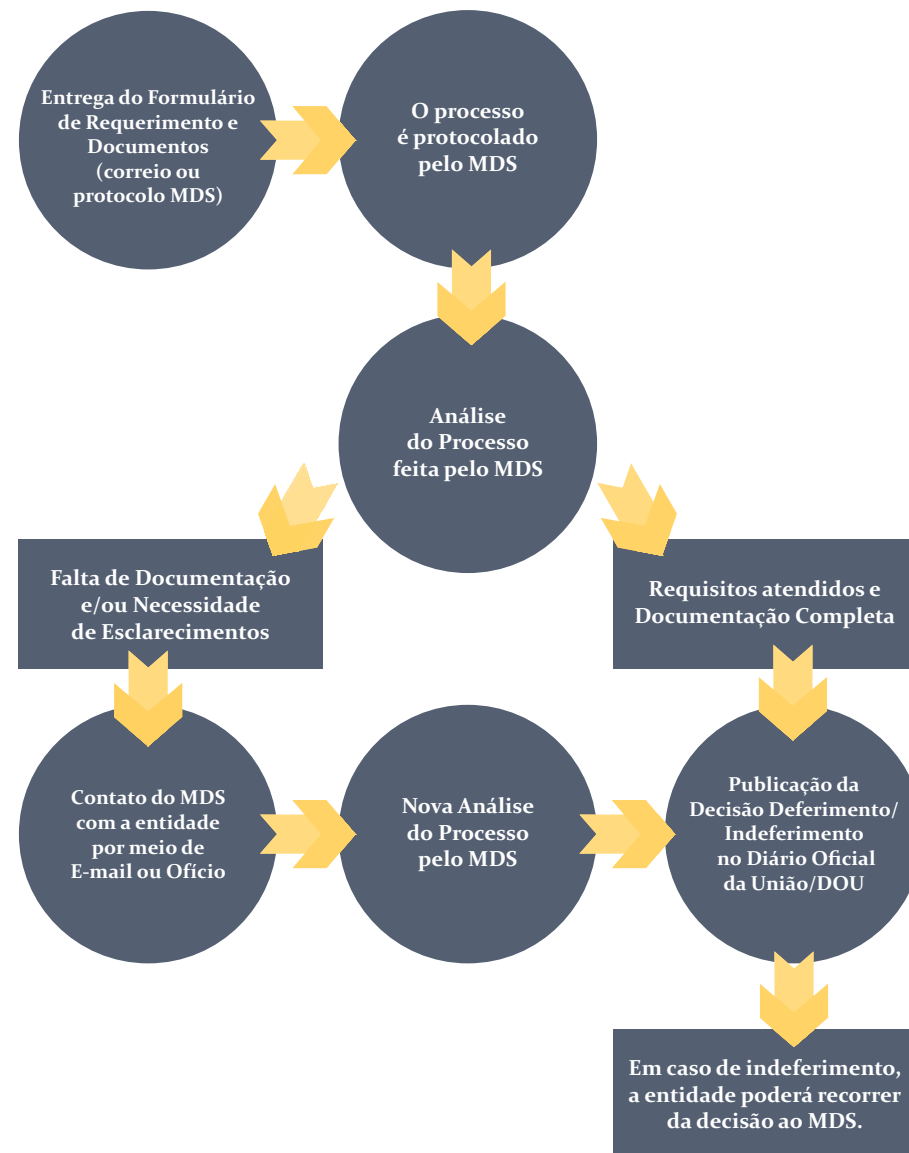 Entrega do Formulário
de Requerimento e
Documentos
(correio ou
protocolo MDS)
O processo
é protocolado
pelo MDS
Análise
do Processo
feita pelo MDS
Falta de Documentação
e/ou Necessidade
de Esclarecimentos
Requisitos atendidos e
Documentação Completa
Contato do MDS
com a entidade
por meio de
E-mail ou Ofício
Nova Análise
do Processo
pelo MDS
Publicação da
Decisão Deferimento/
Indeferimento
no Diário Oficial
da União/DOU
Em caso de indeferimento,
a entidade poderá recorrer
da decisão ao MDS.